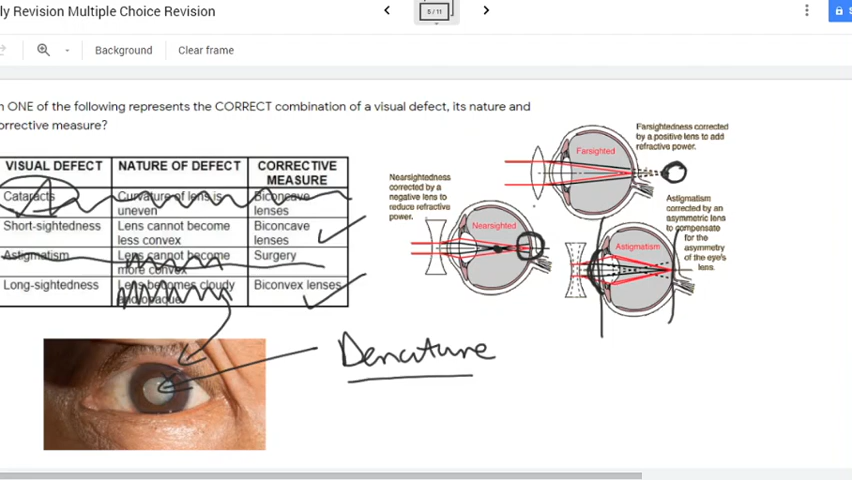 ly Revision Multiple Choice Revision
5 / 11
S
Background
Clear frame
n ONE of the following represents the CORRECT combination of a visual defect, its nature and
orrective measure?
VISUAL DEFECT NATURE OF DEFECT CORRECTIVE MEASURE
Cataracts Curvature of lens is uneven Biconcave lenses
Short-sightedness Lens cannot become less convex Biconcave lenses
Astigmatism Lens cannot become more convex Surgery
Long-sightedness Lens becomes cloudy and opaque Biconvex lenses
Nearsightedness
corrected by a
negative lens to
reduce refractive
power.
Nearsighted
Farsighted
Farsightedness corrected
by a positive lens to add
refractive power.
Astigmatism
corrected by an
asymmetric lens
to compensate
for the
asymmetry
of the eye's
lens.
Astigmatism
Denature